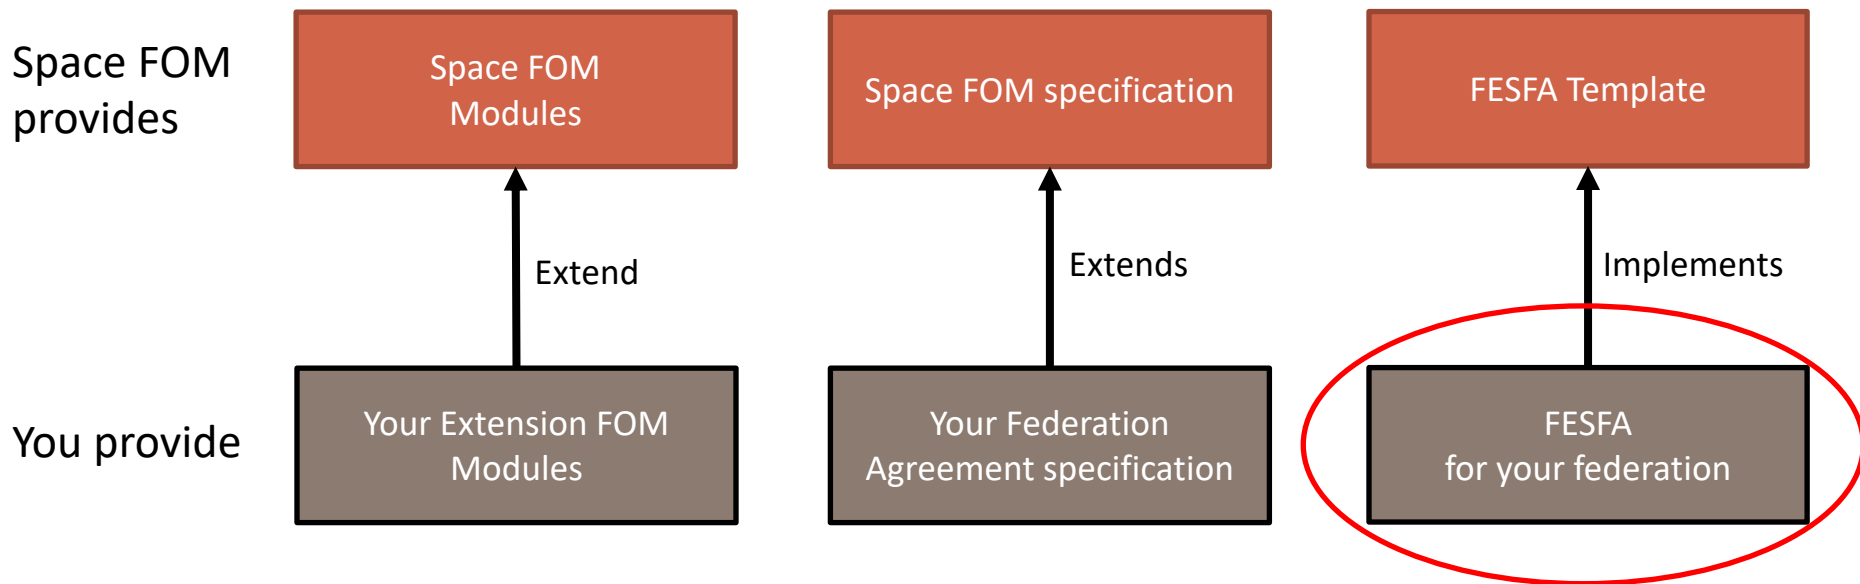 Space FOM
provides
Space FOM
Modules
Space FOM specification
FESFA Template
Extend
Extends
Implements
You provide
Your Extension FOM
Modules
Your Federation
Agreement specification
FESFA
for your federation